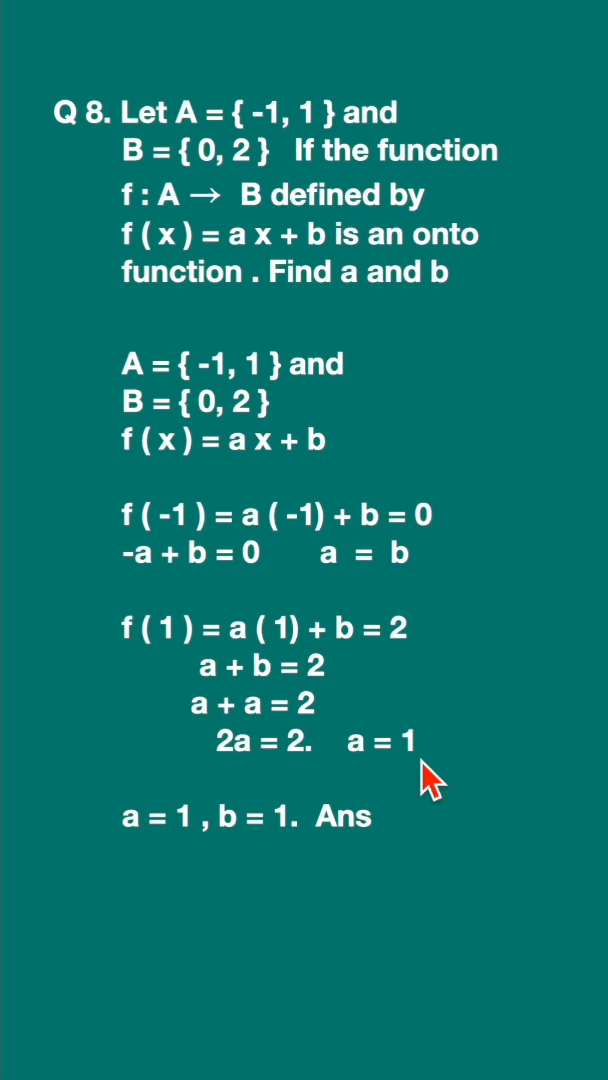 Q 8. Let A = { -1, 1 } and
B = { 0, 2 } If the function
f : A → B defined by
f ( x ) = a x + b is an onto
function . Find a and b
A = { -1, 1 } and
B = { 0, 2 }
f ( x ) = a x + b
f ( -1 ) = a ( -1) + b = 0
-a + b = 0 a = b
f ( 1 ) = a ( 1) + b = 2
a + b = 2
a + a = 2
2a = 2. a = 1
a = 1 , b = 1. Ans